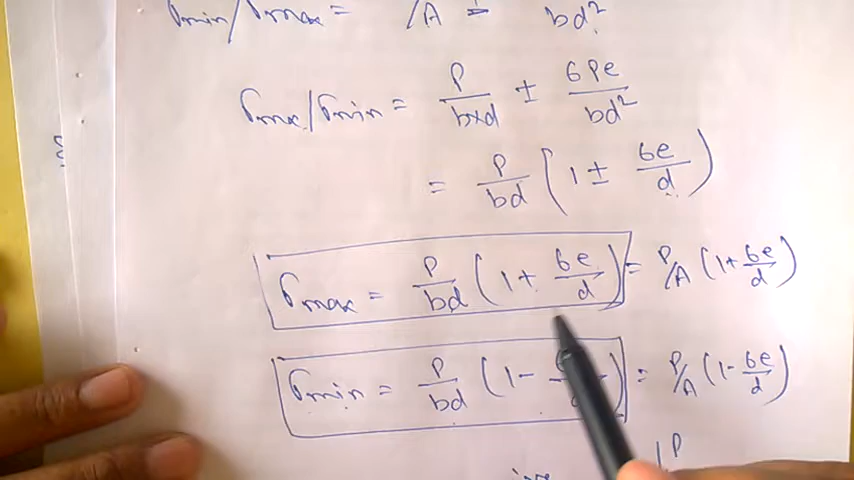 σmin/σmax = P/A ± bd²
σmax/σmin = P/b×d ± 6Pe/bd²
= P/bd (1 ± 6e/d)
σmax = P/bd (1 + 6e/d) = P/A (1 + 6e/d)
σmin = P/bd (1 - = P/A (1 - 6e/d)
P